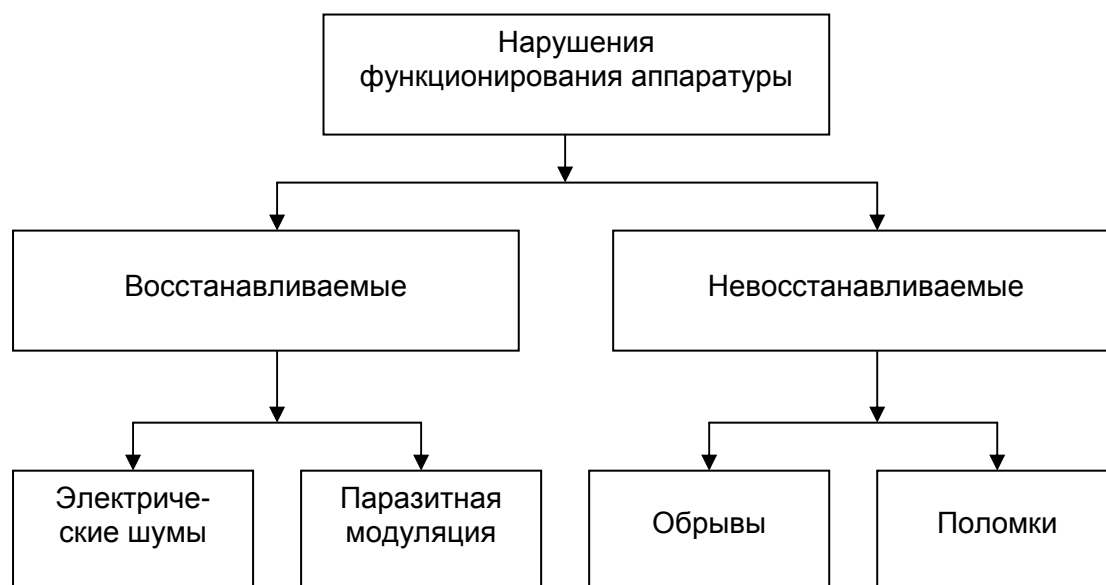 Нарушения
функционирования аппаратуры
Восстанавливаемые
Невосстанавливаемые
Электриче-
ские шумы
Паразитная
модуляция
Обрывы
Поломки